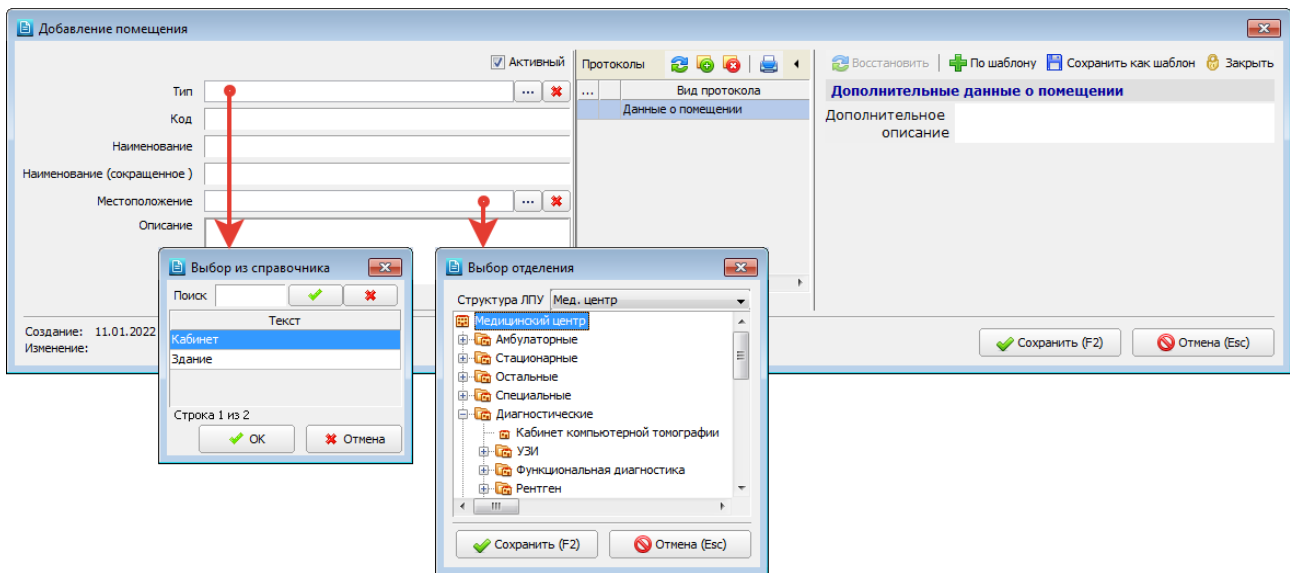 Добавление помещения
Активный
Тип
...
Код
Наименование
Наименование (сокращенное )
Местоположение
...
Описание
Создание: 11.01.2022
Изменение:
Протоколы
... Вид протокола
Данные о помещении
Восстановить По шаблону Сохранить как шаблон Закрыть
Дополнительные данные о помещении
Дополнительное
описание
Сохранить (F2) Отмена (Esc)
Выбор из справочника
Поиск
Текст
Кабинет
Здание
Строка 1 из 2
OK Отмена
Выбор отделения
Структура ЛПУ Мед. центр
Медицинский центр
Амбулаторные
Стационарные
Остальные
Специальные
Диагностические
Кабинет компьютерной томографии
УЗИ
Функциональная диагностика
Рентген
Сохранить (F2) Отмена (Esc)